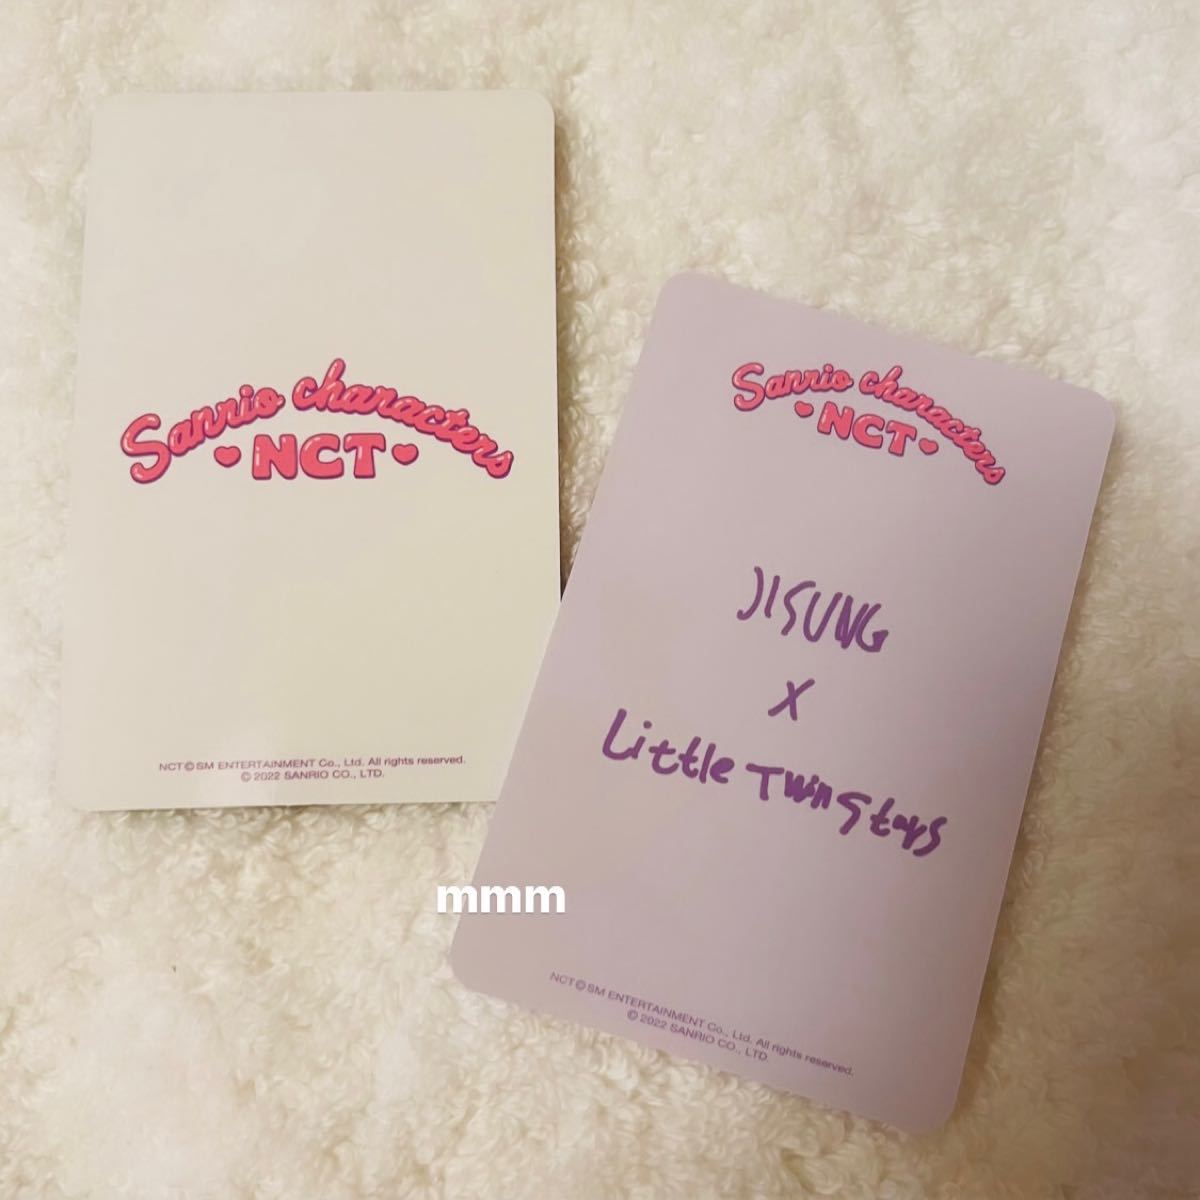 Sanrio characters
NCT
NCT © SM ENTERTAINMENT Co., Ltd. All rights reserved.
© 2022 SANRIO CO., LTD.
Sanrio characters
NCT
JISUNG
X
Little Twin Stars
NCT © SM ENTERTAINMENT Co., Ltd. All rights reserved.
© 2022 SANRIO CO., LTD.
mmm